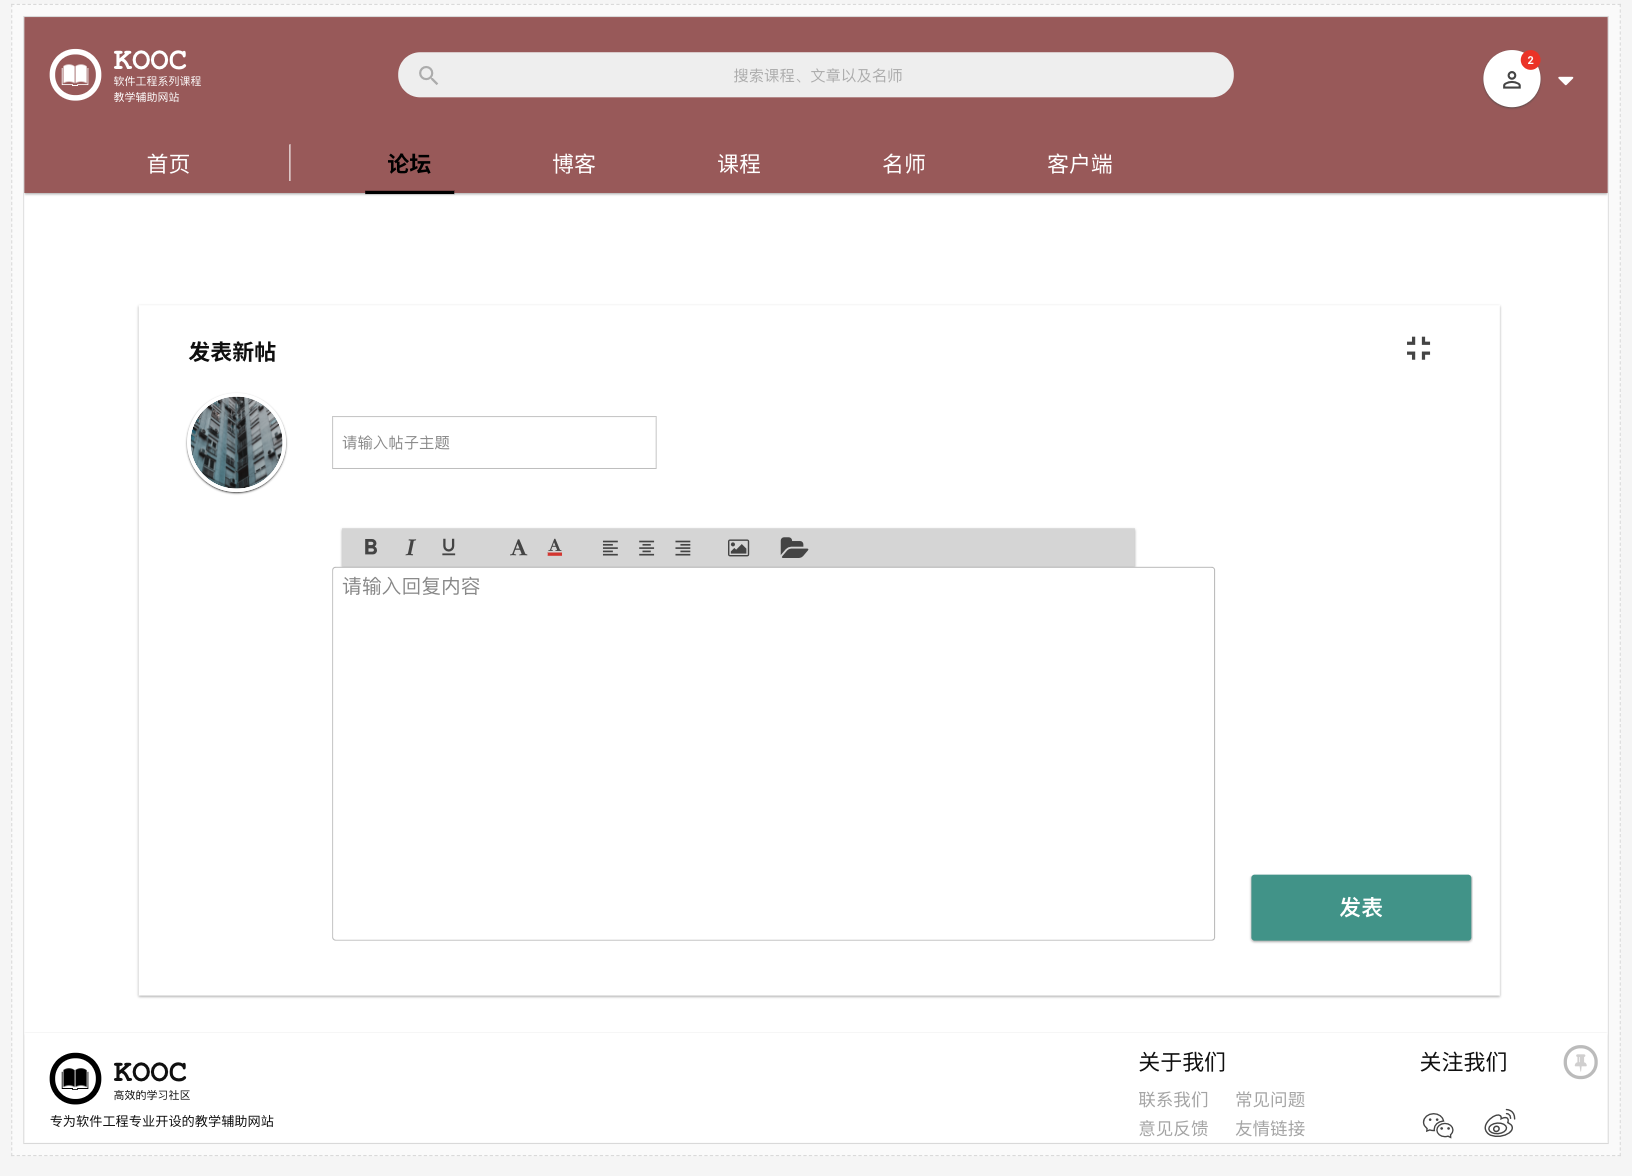 KOOC
软件工程系列课程
教学辅助网站
搜索课程、文章以及名师
2
首页
论坛
博客
课程
名师
客户端
发表新帖
请输入帖子主题
B I U A A
请输入回复内容
发表
KOOC
高效的学习社区
专为软件工程专业开设的教学辅助网站
关于我们
联系我们 常见问题
意见反馈 友情链接
关注我们